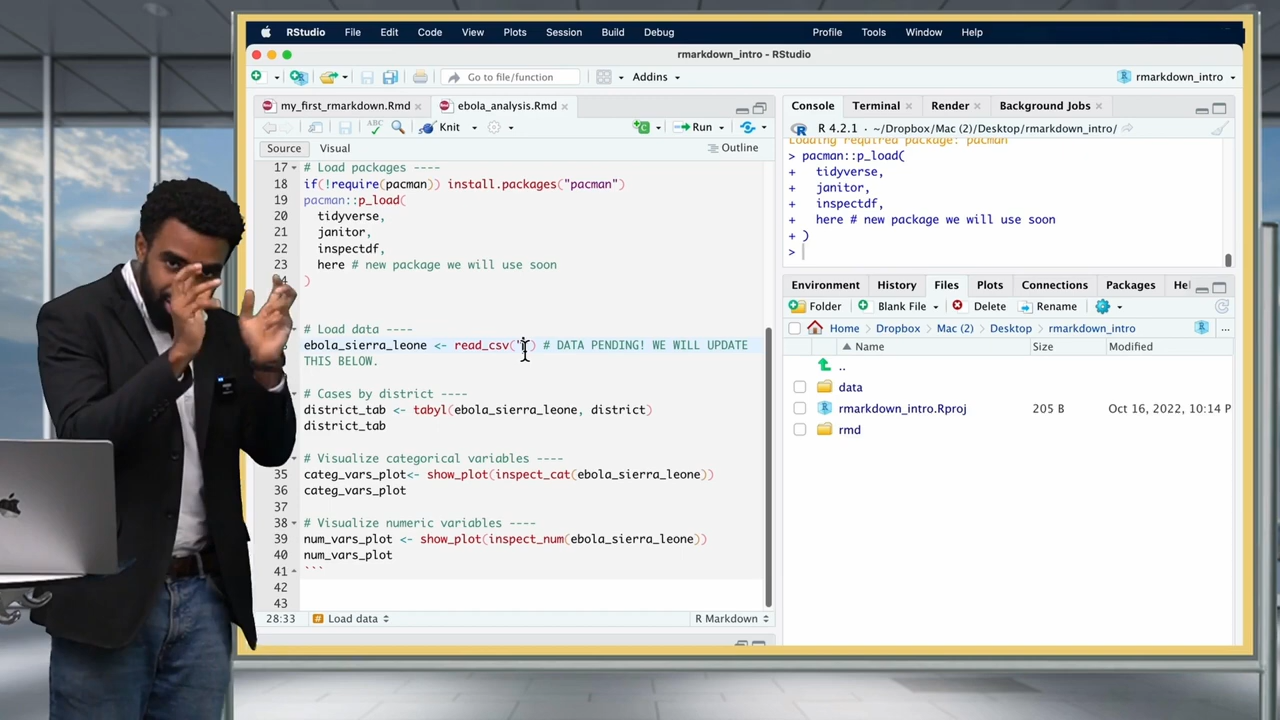 RStudio File Edit Code View Plots Session Build Debug Profile Tools Window Help
rmarkdown_intro - RStudio
Go to file/function Addins rmarkdown_intro
my_first_rmarkdown.Rmd ebola_analysis.Rmd
ABC Knit Run
Source Visual Outline
17 # Load packages ----
18 if(!require(pacman)) install.packages("pacman")
19 pacman::p_load(
20 tidyverse,
21 janitor,
22 inspectdf,
23 here # new package we will use soon
)
# Load data ----
ebola_sierra_leone <- read_csv("") # DATA PENDING! WE WILL UPDATE
THIS BELOW.
# Cases by district ----
district_tab <- tabyl(ebola_sierra_leone, district)
district_tab
# Visualize categorical variables ----
35 categ_vars_plot<- show_plot(inspect_cat(ebola_sierra_leone))
36 categ_vars_plot
37
38 # Visualize numeric variables ----
39 num_vars_plot <- show_plot(inspect_num(ebola_sierra_leone))
40 num_vars_plot
41 ```
42
43
28:33 # Load data R Markdown
Console Terminal Render Background Jobs
R 4.2.1 · ~/Dropbox/Mac (2)/Desktop/rmarkdown_intro/
Loading required package: pacman
> pacman::p_load(
+ tidyverse,
+ janitor,
+ inspectdf,
+ here # new package we will use soon
+ )
>
Environment History Files Plots Connections Packages Hel
Folder Blank File Delete Rename
Home Dropbox Mac (2) Desktop rmarkdown_intro ...
Name Size Modified
..
data
rmarkdown_intro.Rproj 205 B Oct 16, 2022, 10:14 P
rmd